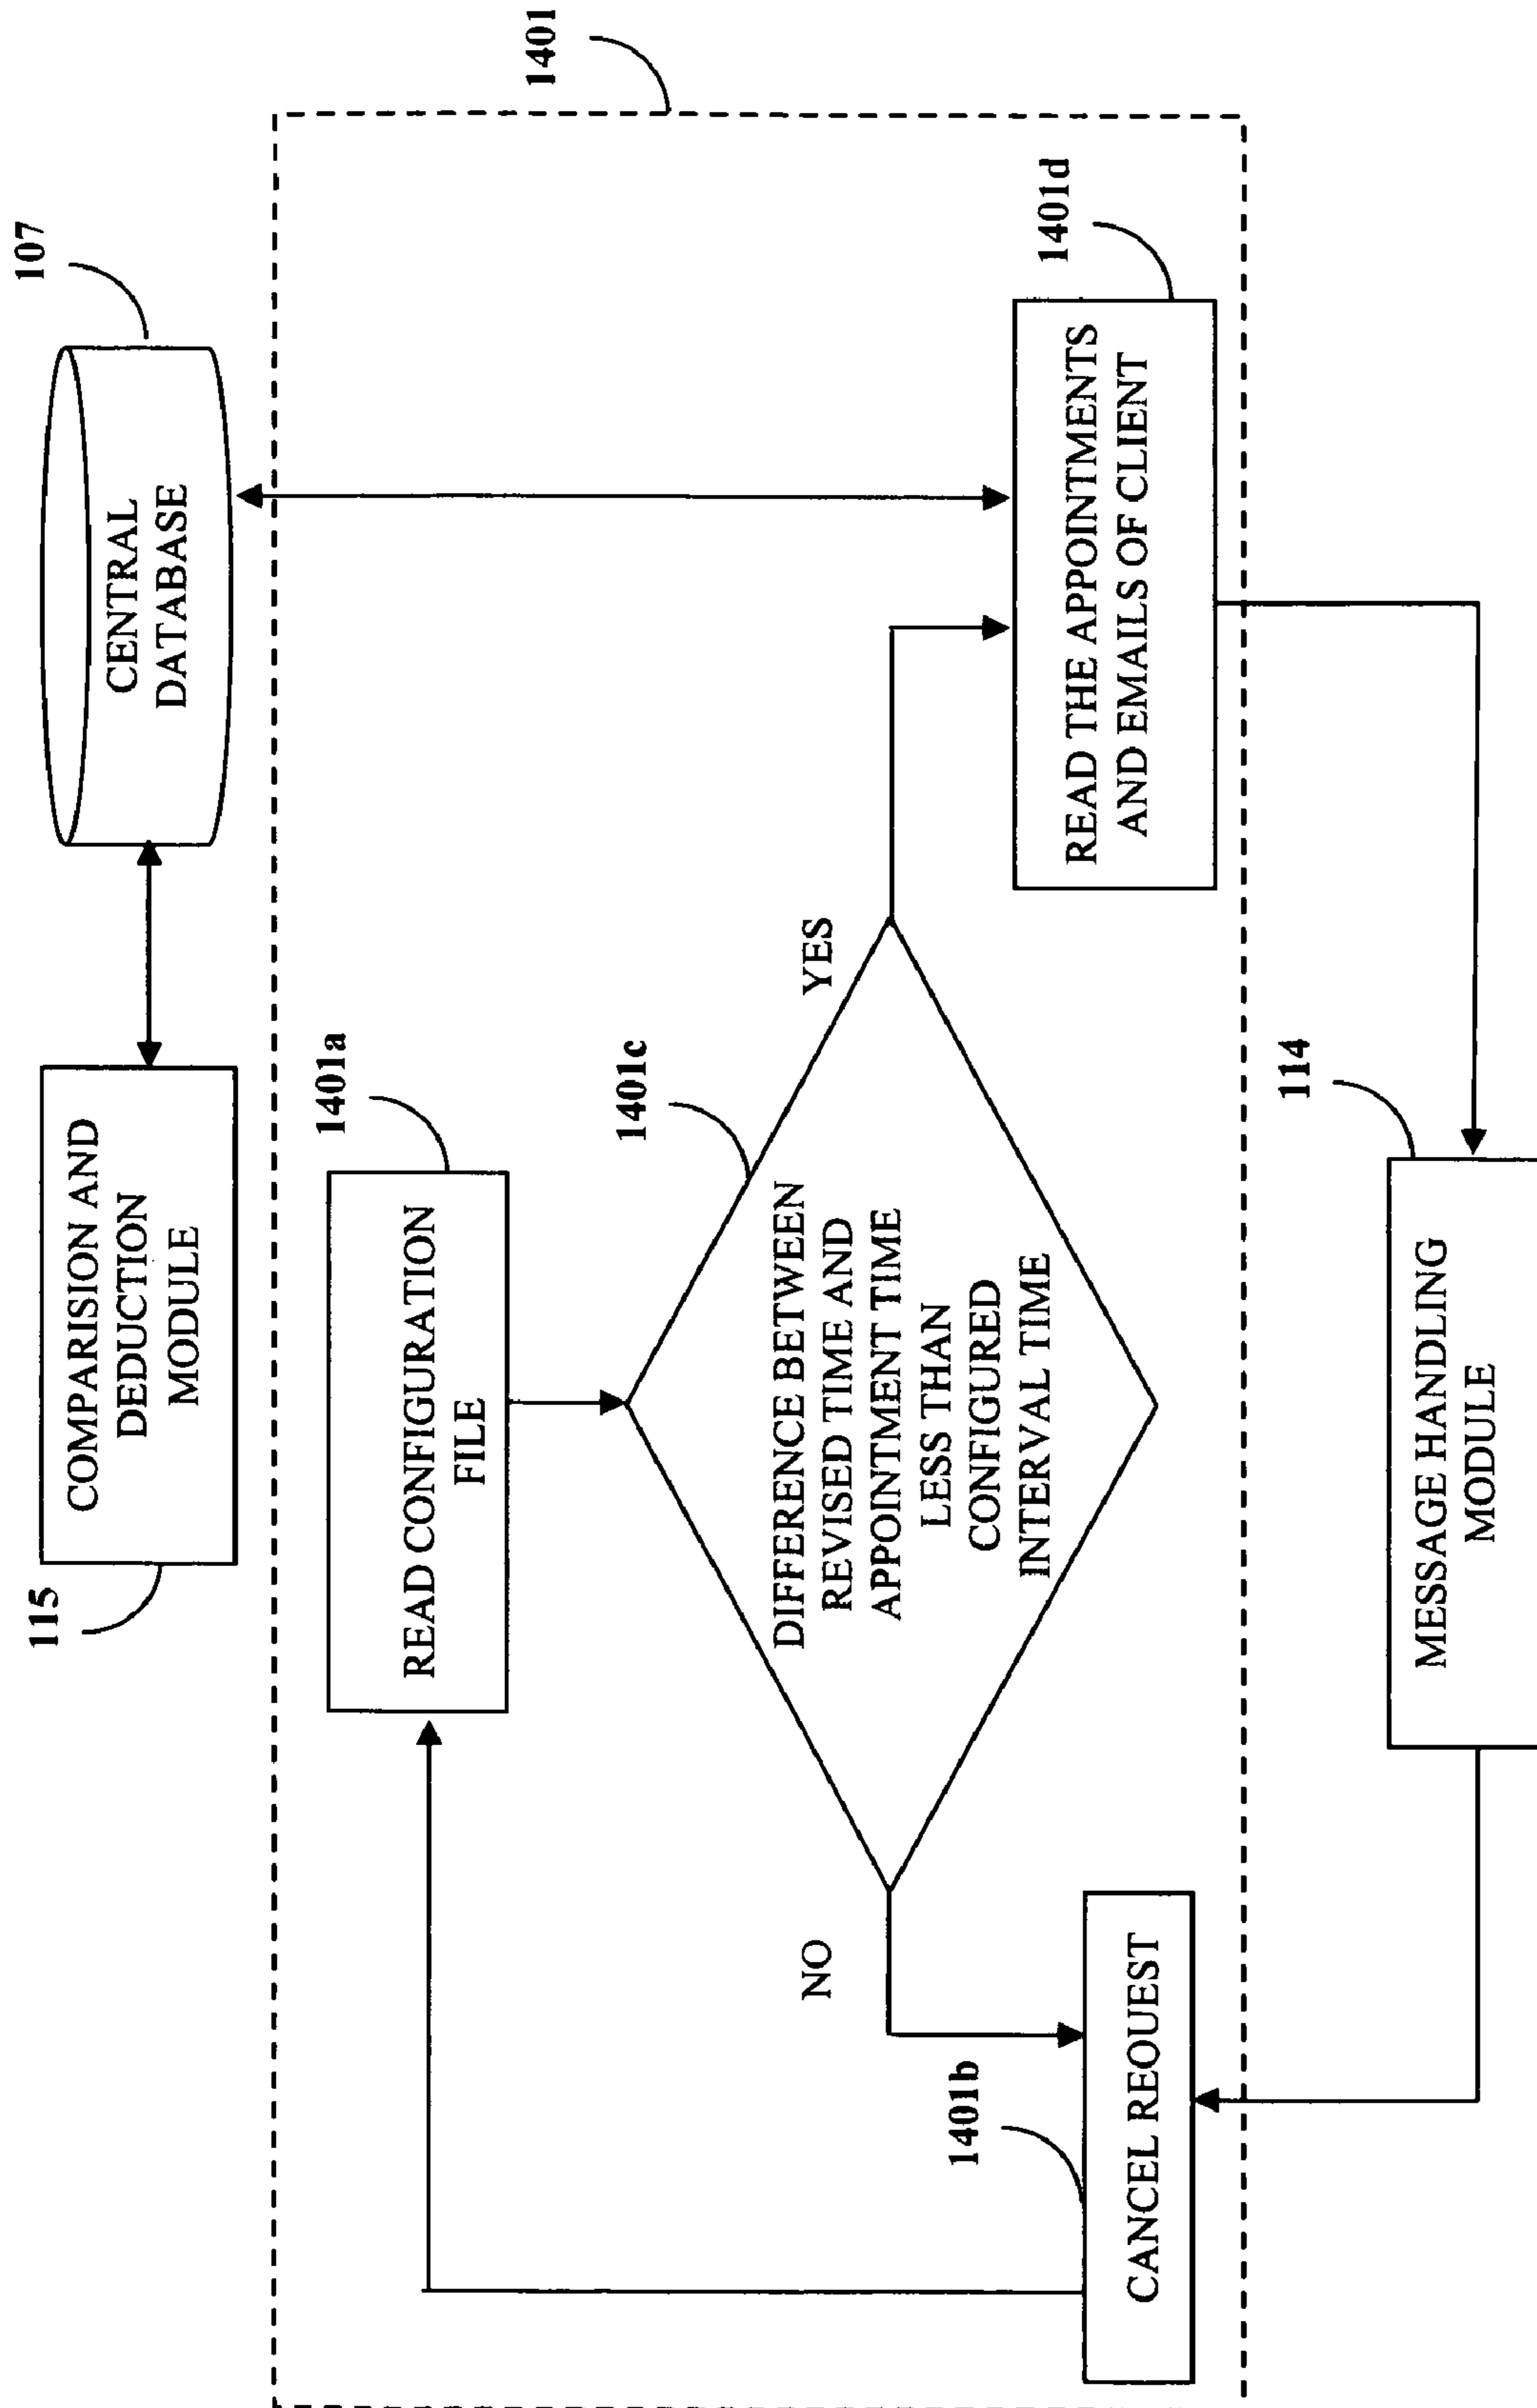 115
COMPARISION AND
DEDUCTION
MODULE
107
CENTRAL
DATABASE
1401
1401a
READ CONFIGURATION
FILE
1401c
DIFFERENCE BETWEEN
REVISED TIME AND
APPOINTMENT TIME
LESS THAN
CONFIGURED
INTERVAL TIME
NO
YES
1401b
CANCEL REQUEST
1401d
READ THE APPOINTMENTS
AND EMAILS OF CLIENT
114
MESSAGE HANDLING
MODULE